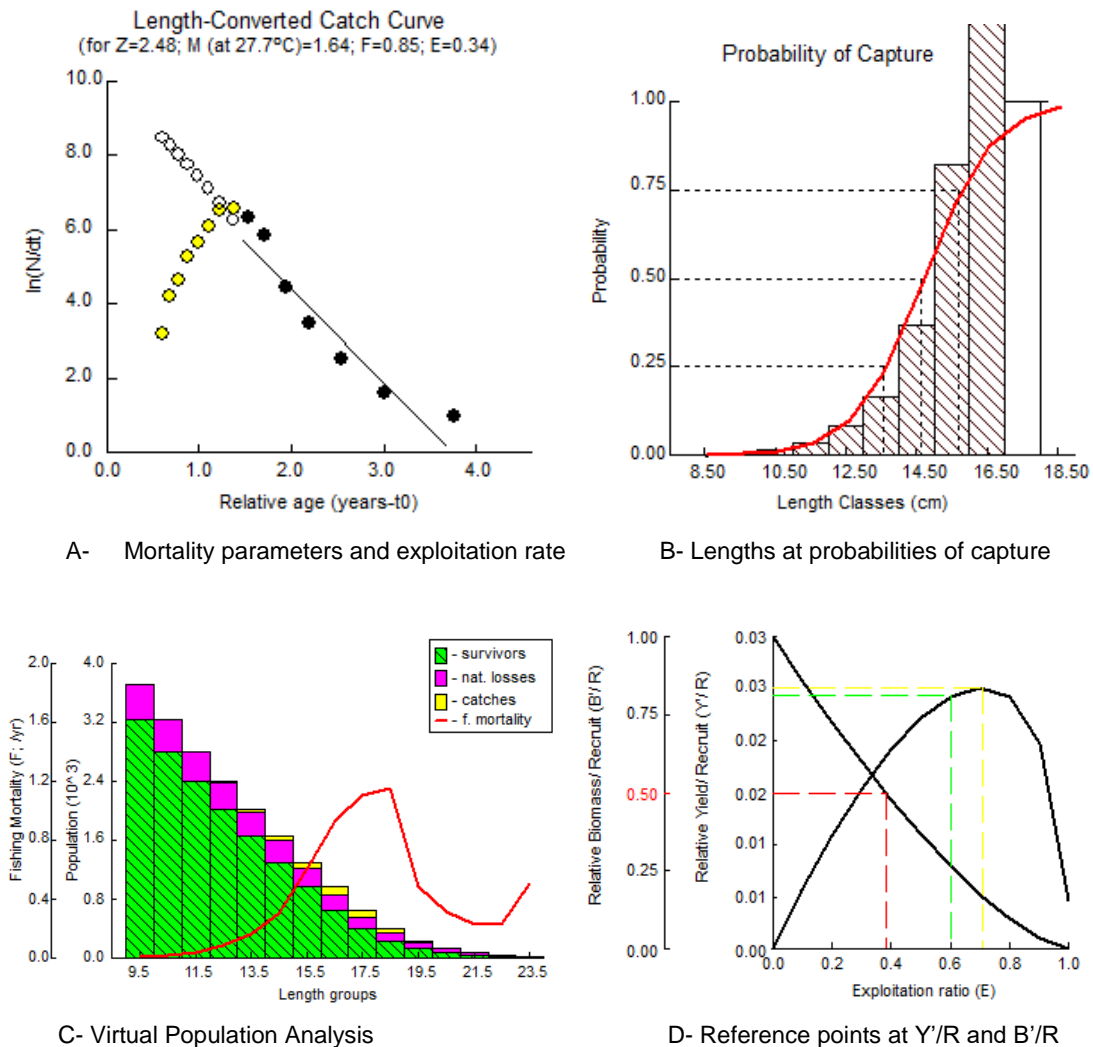 Length-Converted Catch Curve
(for Z=2.48; M (at 27.7ºC)=1.64; F=0.85; E=0.34)
10.0
8.0
6.0
4.0
2.0
0.0
ln(N/dt)
0.0 1.0 2.0 3.0 4.0
Relative age (years-t0)
A- Mortality parameters and exploitation rate
Probability of Capture
1.00
0.75
0.50
0.25
0.00
Probability
8.50 10.50 12.50 14.50 16.50 18.50
Length Classes (cm)
B- Lengths at probabilities of capture
- survivors
- nat. losses
- catches
- f. mortality
Fishing Mortality (F; /yr)
2.0
1.6
1.2
0.8
0.4
0.0
Population (10^ 3)
4.0
3.2
2.4
1.6
0.8
0.0
9.5 11.5 13.5 15.5 17.5 19.5 21.5 23.5
Length groups
C- Virtual Population Analysis
Relative Biomass/ Recruit (B'/ R)
1.00
0.75
0.50
0.25
0.00
Relative Yield/ Recruit (Y'/ R)
0.03
0.03
0.02
0.02
0.01
0.01
0.00
0.0 0.2 0.4 0.6 0.8 1.0
Exploitation ratio (E)
D- Reference points at Y'/R and B'/R